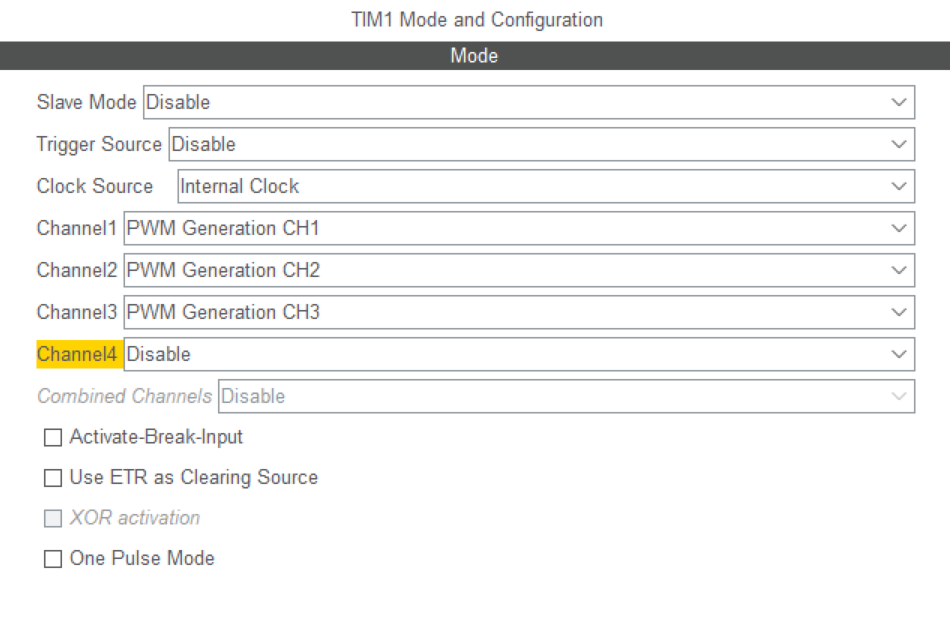 TIM1 Mode and Configuration
Mode
Slave Mode Disable
Trigger Source Disable
Clock Source Internal Clock
Channel1 PWM Generation CH1
Channel2 PWM Generation CH2
Channel3 PWM Generation CH3
Channel4 Disable
Combined Channels Disable
Activate-Break-Input
Use ETR as Clearing Source
XOR activation
One Pulse Mode